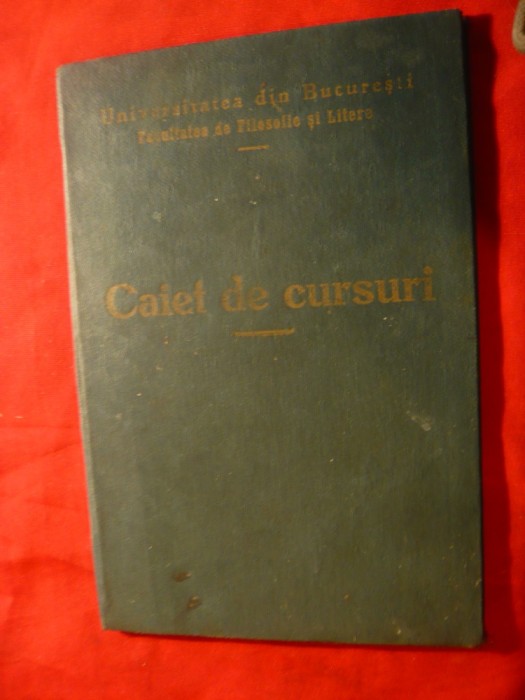 Universitatea din București
Facultatea de Filosofie și Litere
Caiet de cursuri